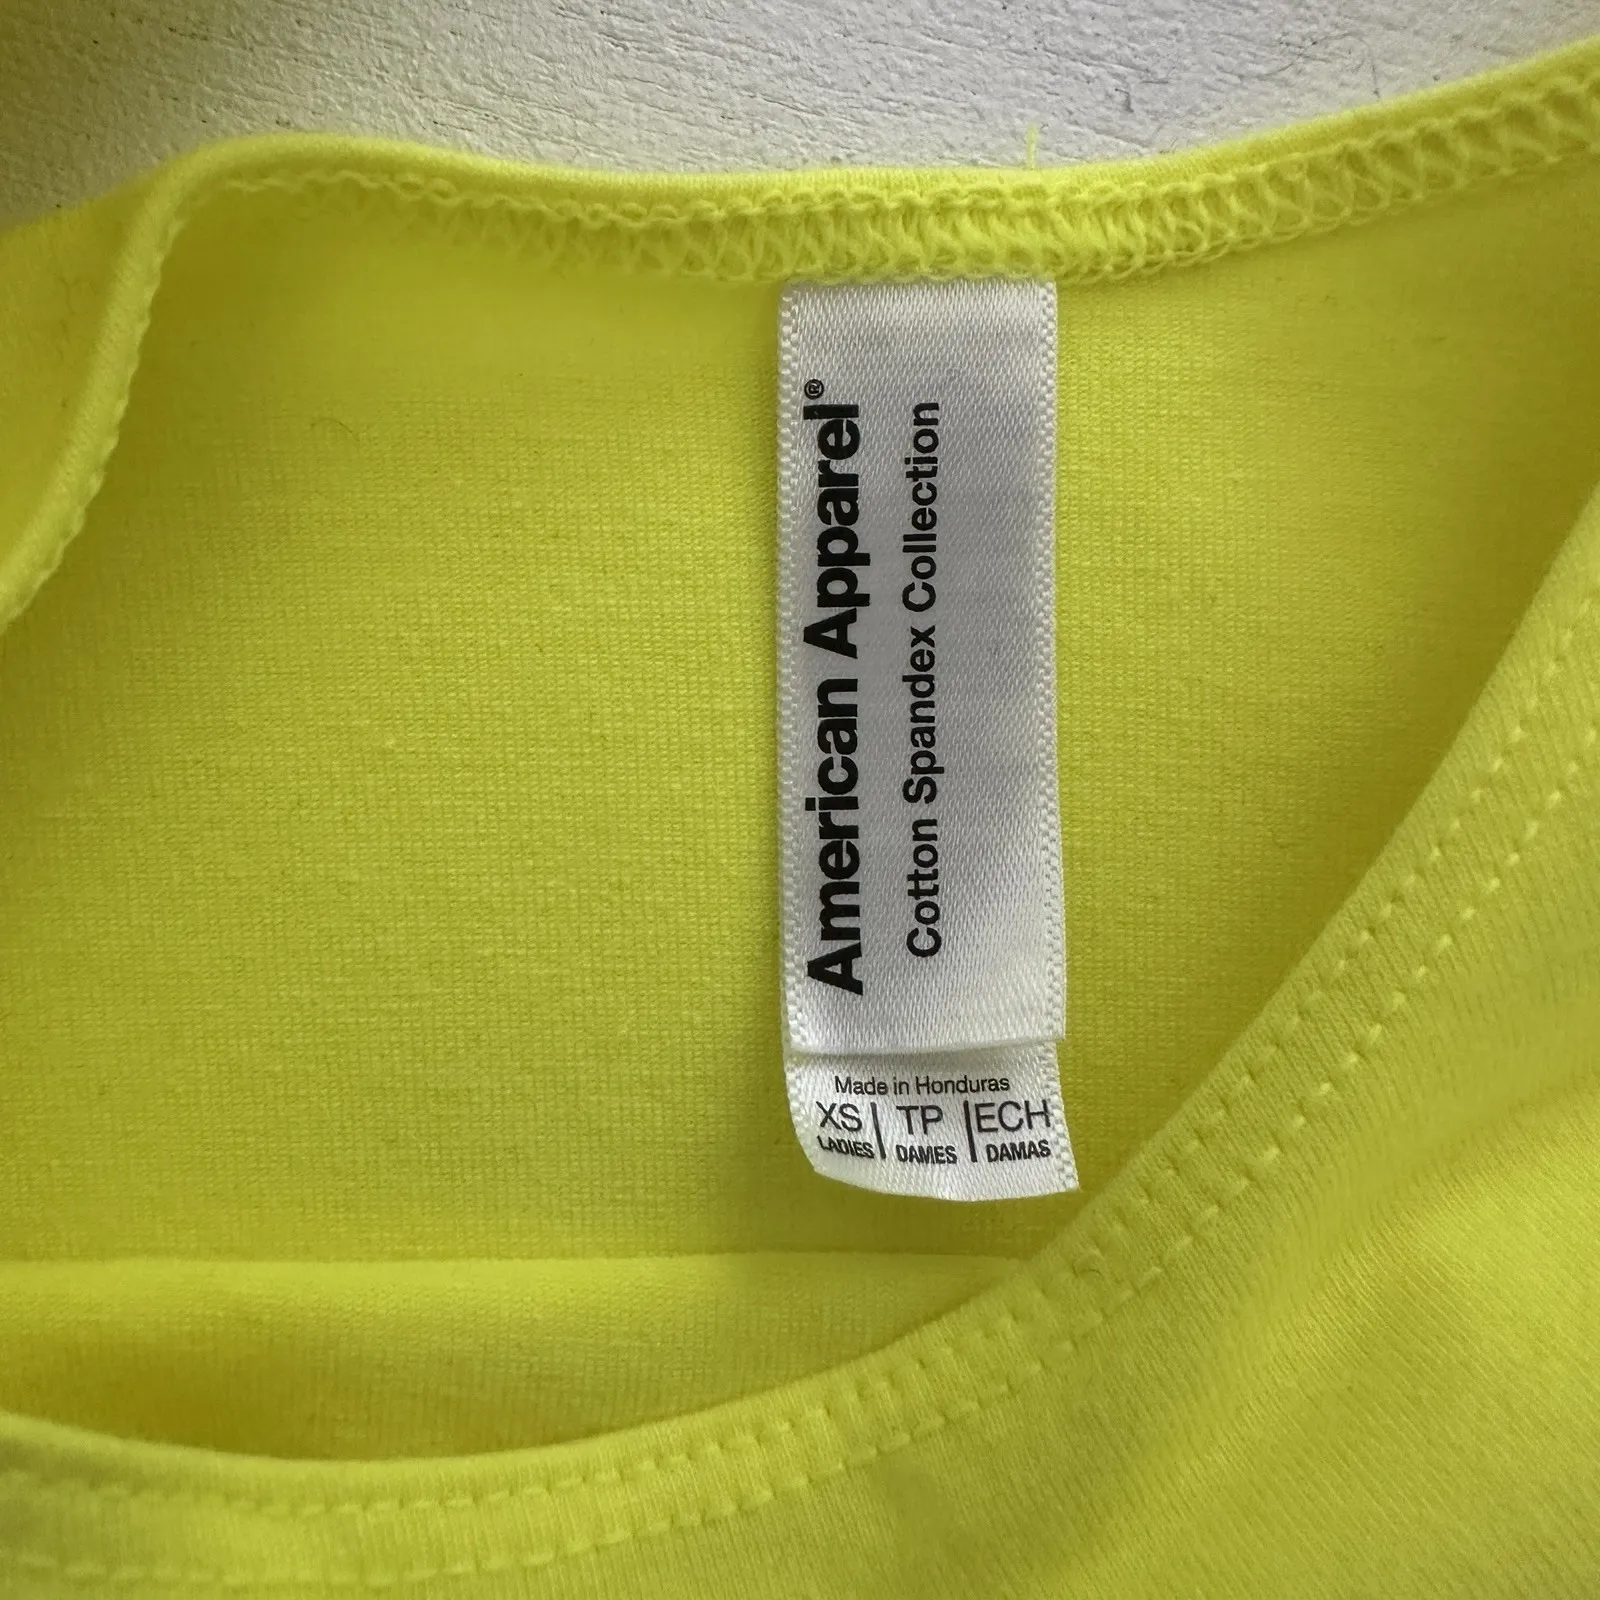 American Apparel®
Cotton Spandex Collection
Made in Honduras
XS | TP | ECH
LADIES | DAMES | DAMAS